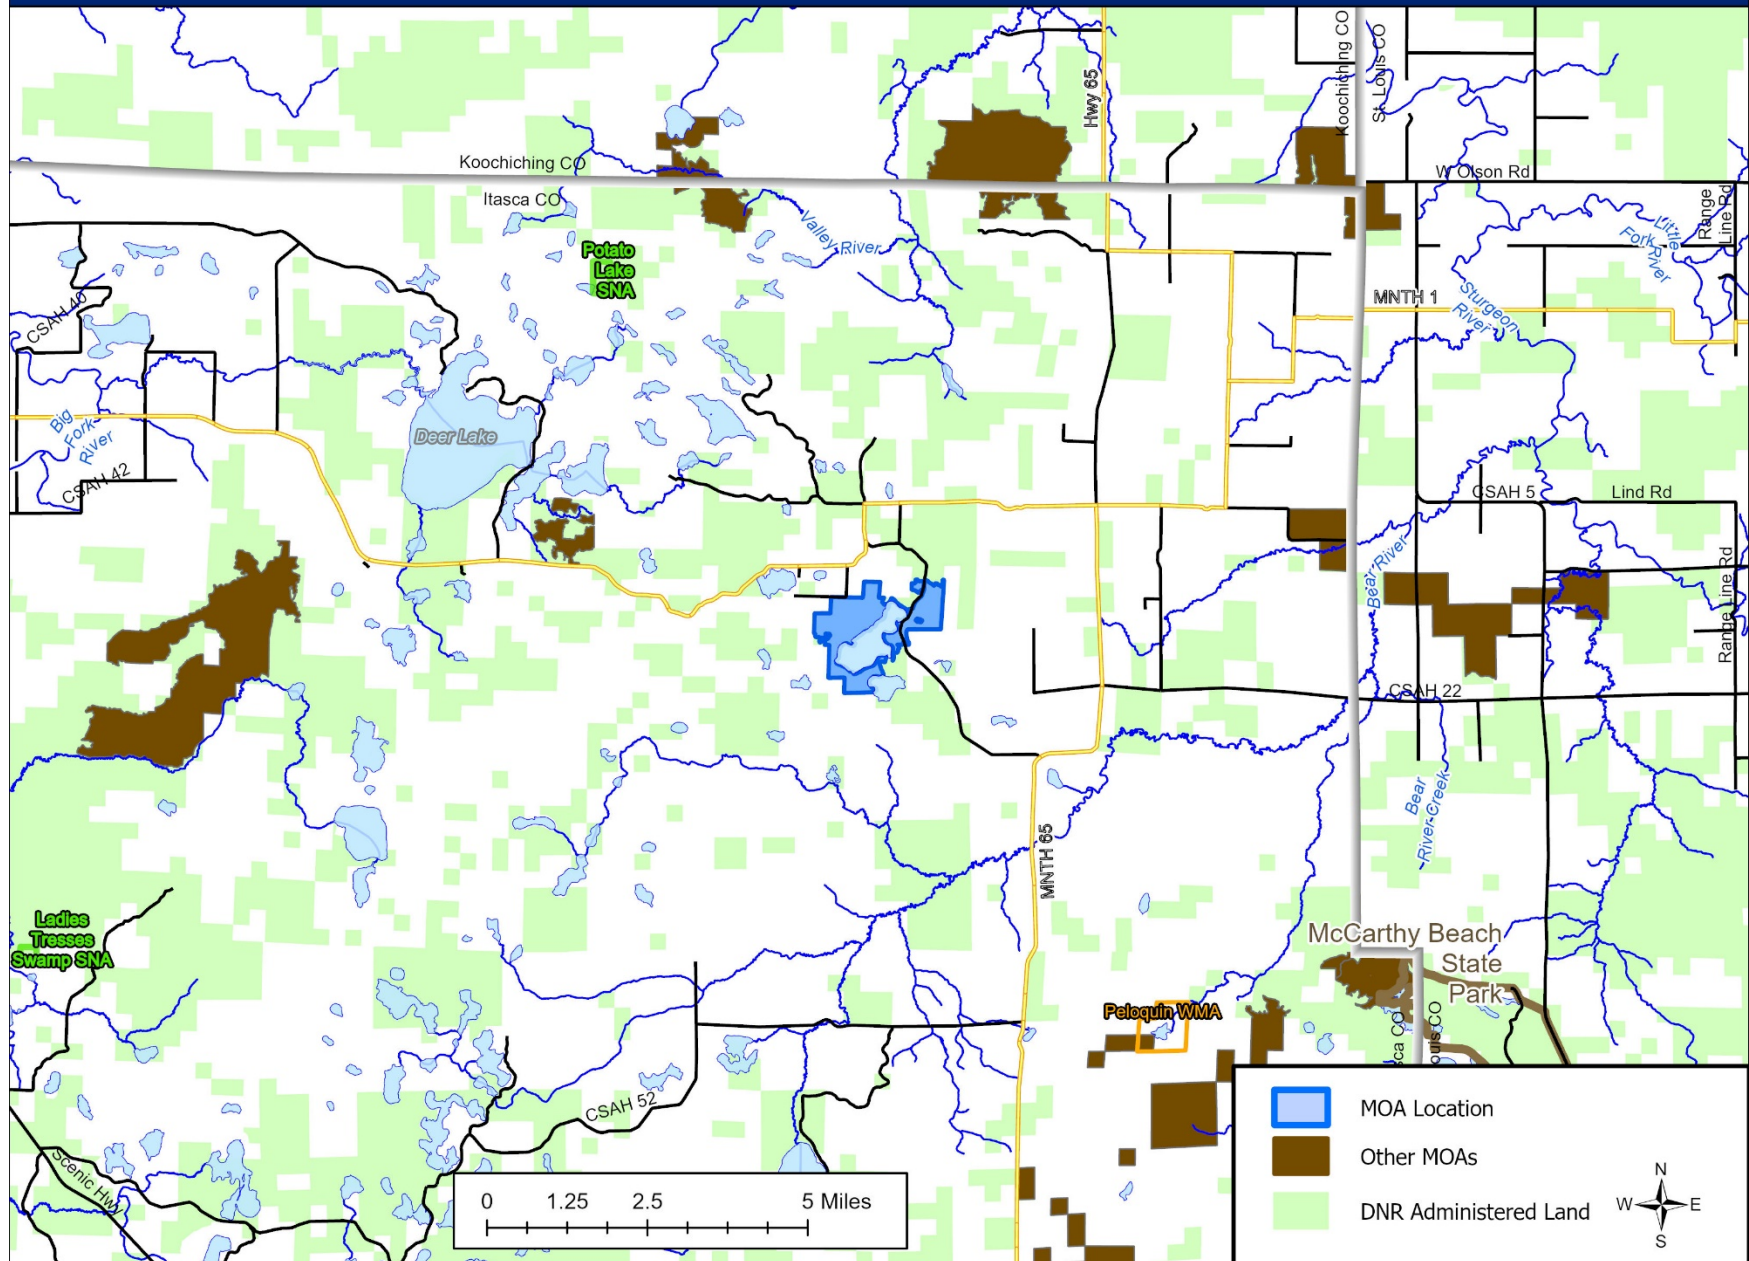 Hwy 65
Koochiching CO
St. Louis CO
Koochiching CO
Itasca CO
W Olson Rd
Range
Line Rd
Little
Fork River
Valley River
Potato
Lake
SNA
CSAH 40
MNTH 1
Sturgeon
River
Deer Lake
Big
Fork
River
CSAH 42
CSAH 5
Lind Rd
Bear River
Range Line Rd
CSAH 22
Bear
River Creek
MNTH 65
Ladies
Tresses
Swamp SNA
McCarthy Beach
State
Park
Peloquin WMA
sca CO
ouis CO
CSAH 52
Scenic Hwy
0 1.25 2.5 5 Miles
MOA Location
Other MOAs
DNR Administered Land
N
W E
S